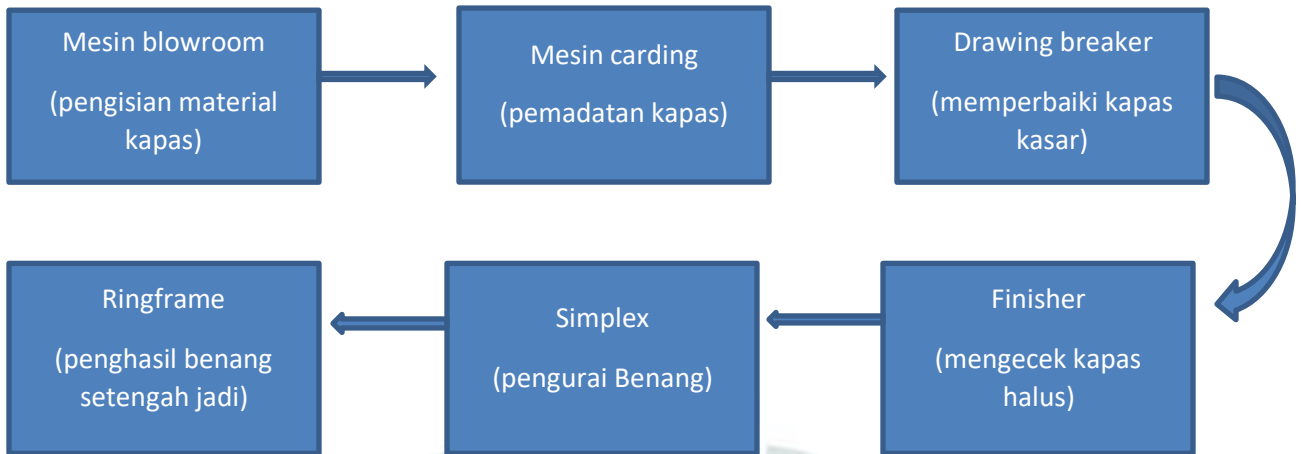 Mesin blowroom
(pengisian material
kapas)
Mesin carding
(pemadatan kapas)
Drawing breaker
(memperbaiki kapas
kasar)
Finisher
(mengecek kapas
halus)
Simplex
(pengurai Benang)
Ringframe
(penghasil benang
setengah jadi)